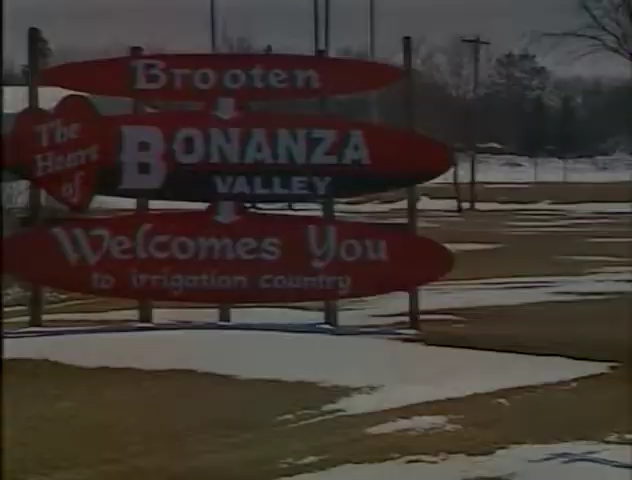 Brooten
The
Heart
of
BONANZA
VALLEY
Welcomes You
to irrigation country